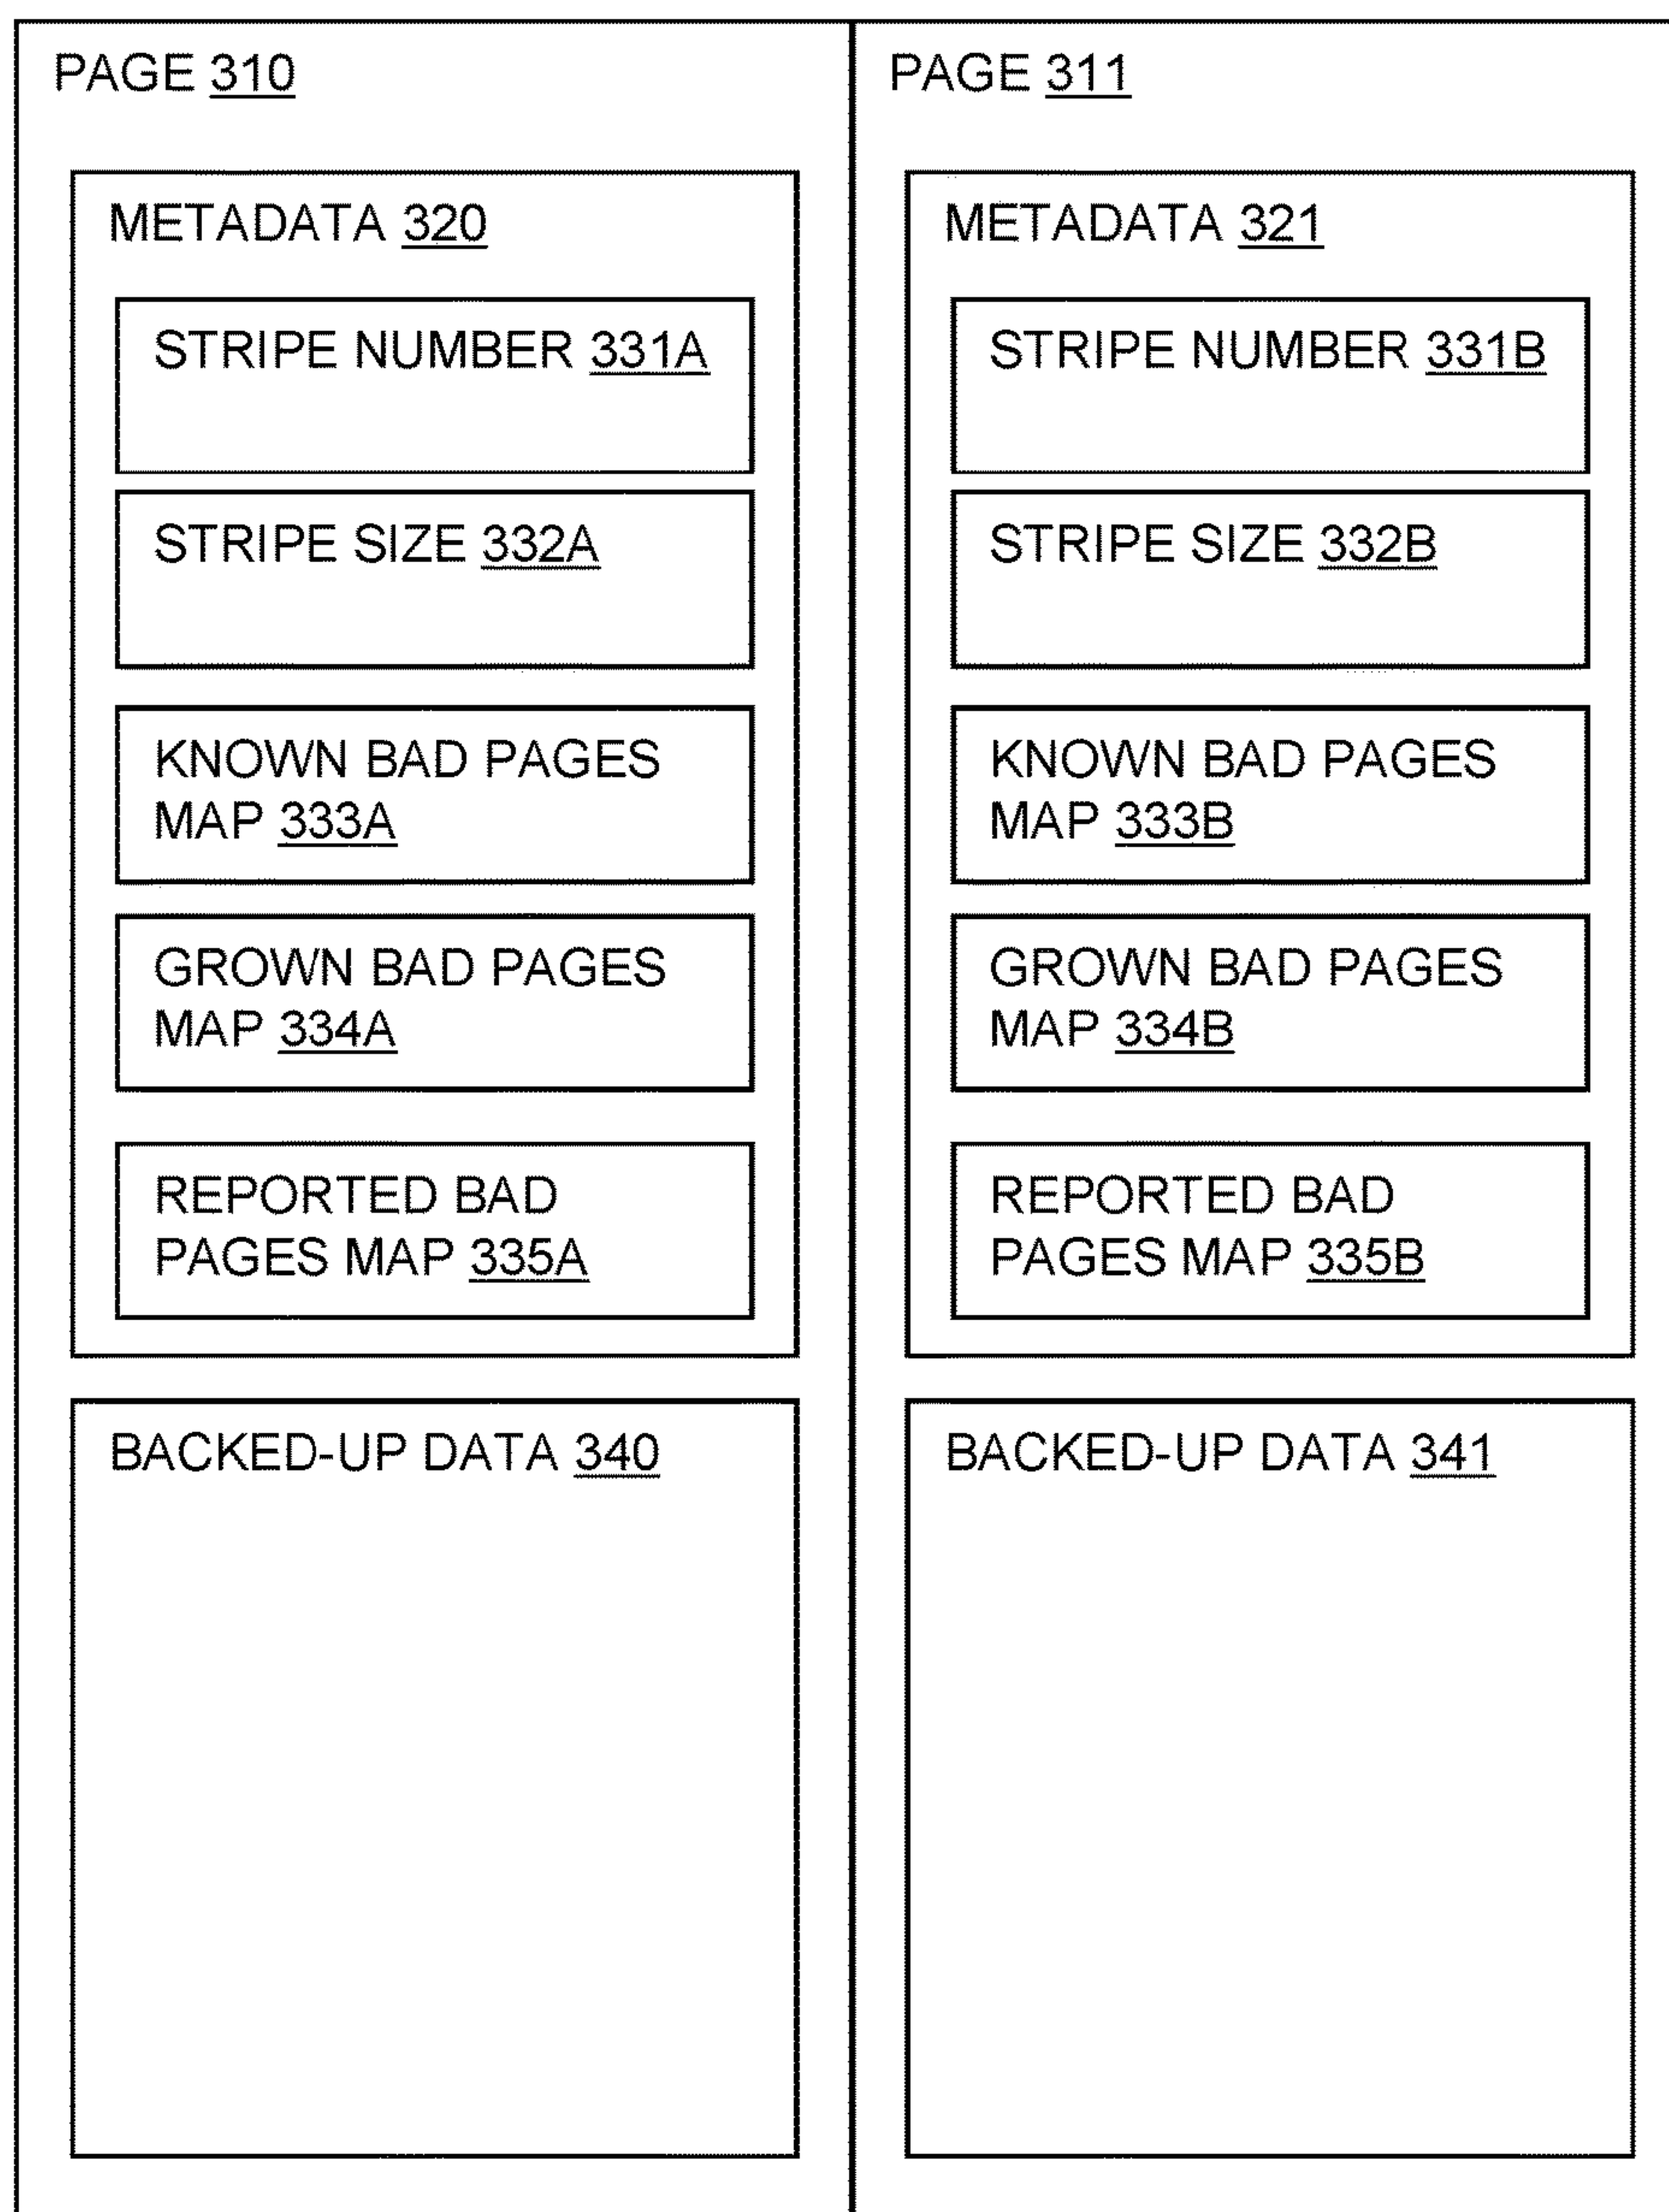 PAGE 310
METADATA 320
STRIPE NUMBER 331A
STRIPE SIZE 332A
KNOWN BAD PAGES
MAP 333A
GROWN BAD PAGES
MAP 334A
REPORTED BAD
PAGES MAP 335A
BACKED-UP DATA 340
PAGE 311
METADATA 321
STRIPE NUMBER 331B
STRIPE SIZE 332B
KNOWN BAD PAGES
MAP 333B
GROWN BAD PAGES
MAP 334B
REPORTED BAD
PAGES MAP 335B
BACKED-UP DATA 341